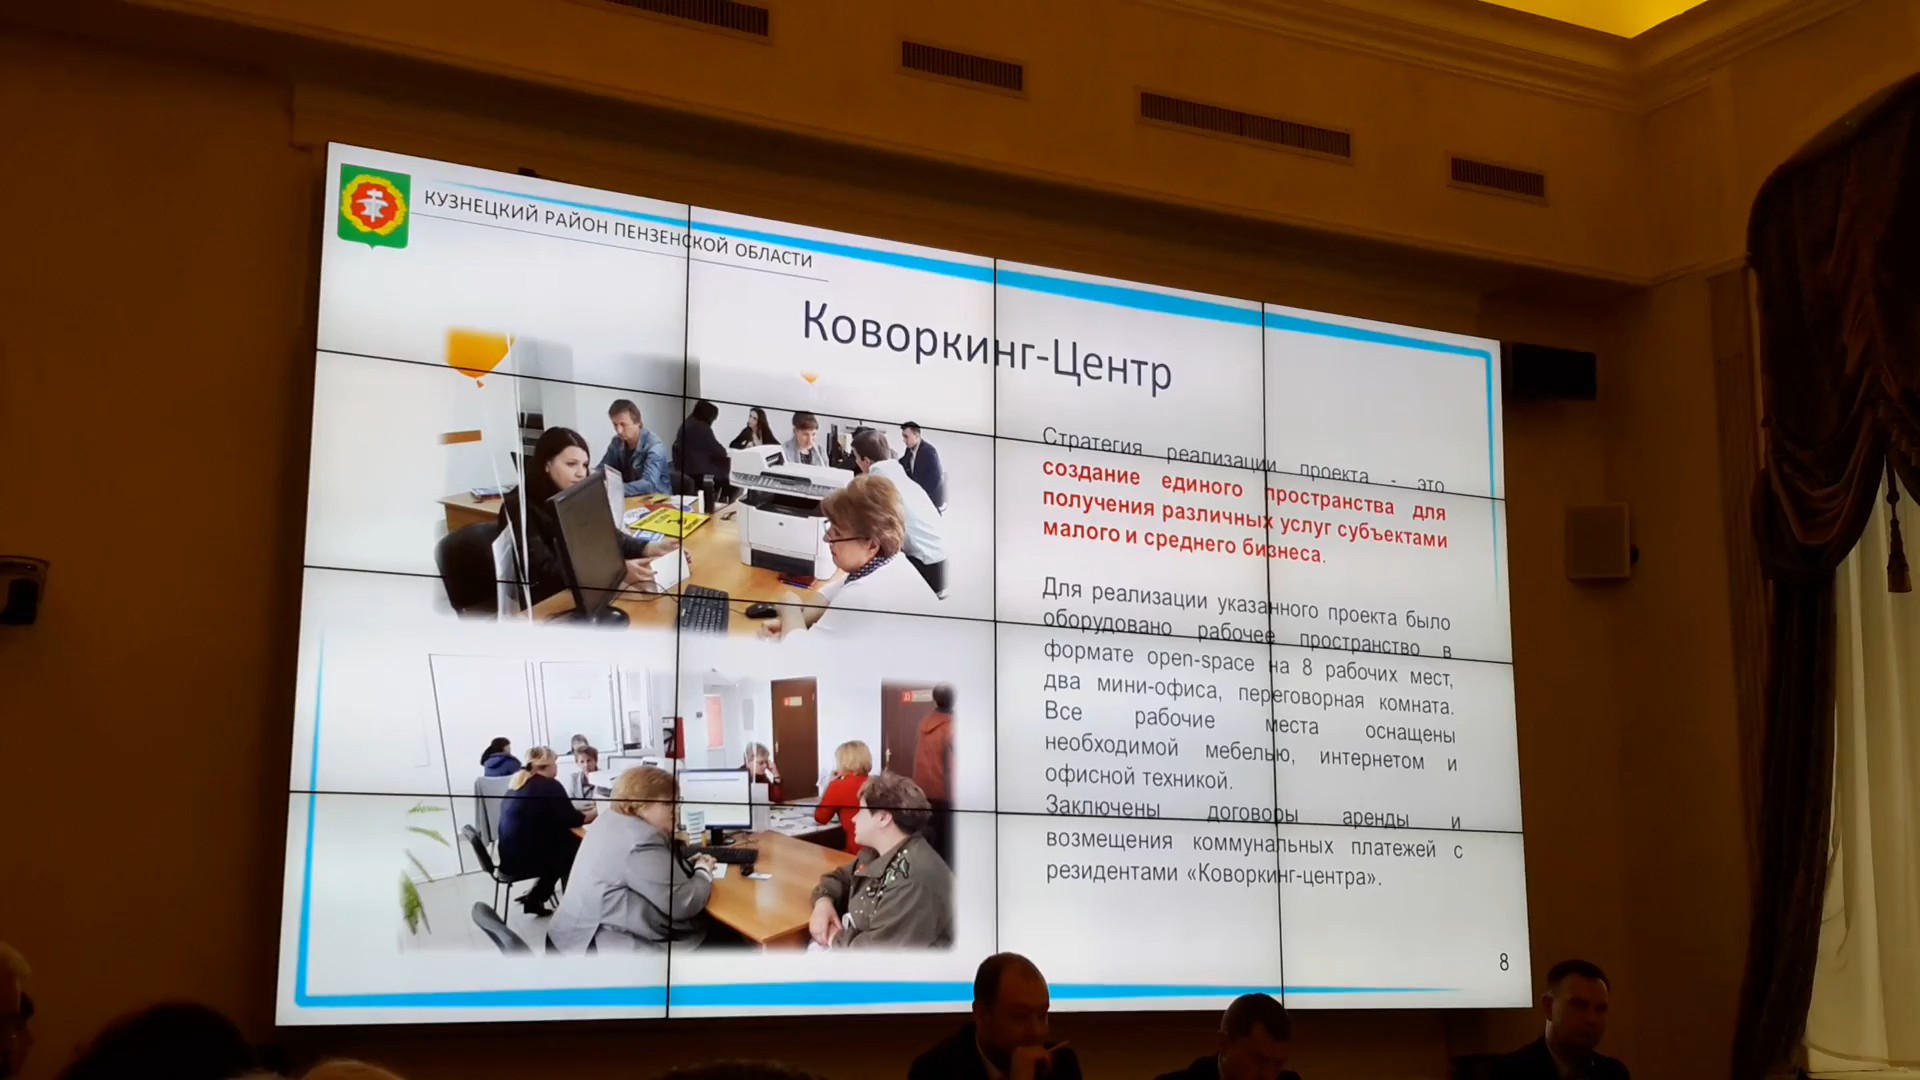 КУЗНЕЦКИЙ РАЙОН ПЕНЗЕНСКОЙ ОБЛАСТИ
Коворкинг-Центр
Стратегия реализации проекта - это
создание единого пространства для
получения различных услуг субъектами
малого и среднего бизнеса.
Для реализации указанного проекта было
оборудовано рабочее пространство в
формате open-space на 8 рабочих мест,
два мини-офиса, переговорная комната.
Все рабочие места оснащены
необходимой мебелью, интернетом и
офисной техникой.
Заключены договоры аренды и
возмещения коммунальных платежей с
резидентами «Коворкинг-центра».
8